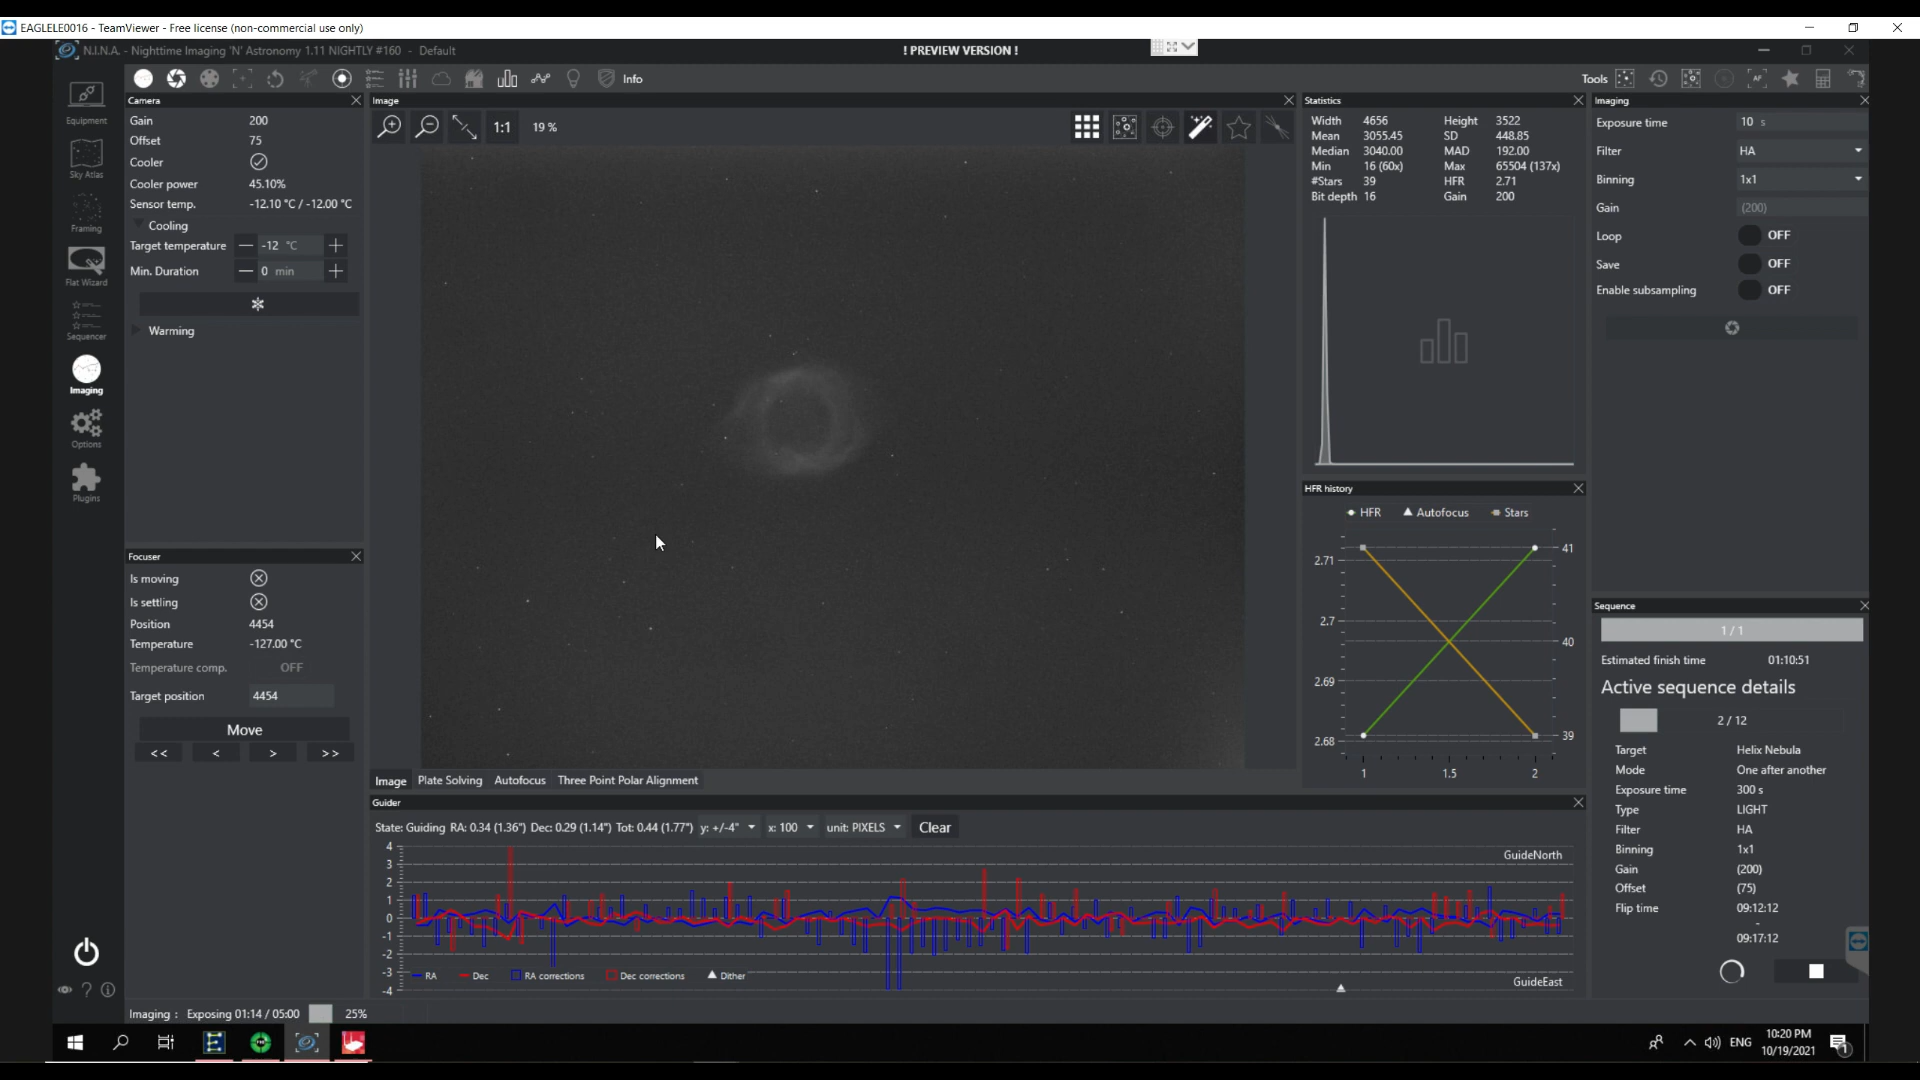 EAGLELE0016 - TeamViewer - Free license (non-commercial use only)
N.I.N.A. - Nighttime Imaging 'N' Astronomy 1.11 NIGHTLY #160 - Default
! PREVIEW VERSION !
Info
Tools
Equipment
Sky Atlas
Framing
Flat Wizard
Sequencer
Imaging
Options
Plugins
Camera
Gain 200
Offset 75
Cooler
Cooler power 45.10%
Sensor temp. -12.10 °C / -12.00 °C
Cooling
Target temperature -12 °C
Min. Duration 0 min
Warming
Focuser
Is moving
Is settling
Position 4454
Temperature -127.00 °C
Temperature comp. OFF
Target position 4454
Move
<< < > >>
Image
1:1 19 %
Image Plate Solving Autofocus Three Point Polar Alignment
Statistics
Width 4656 Height 3522
Mean 3055.45 SD 448.85
Median 3040.00 MAD 192.00
Min 16 (60x) Max 65504 (137x)
#Stars 39 HFR 2.71
Bit depth 16 Gain 200
HFR history
HFR Autofocus Stars
2.71
2.7
2.69
2.68
41
40
39
1 1.5 2
Guider
State: Guiding RA: 0.34 (1.36") Dec: 0.29 (1.14") Tot: 0.44 (1.77") y: +/-4" x: 100 unit: PIXELS Clear
4
3
2
1
0
-1
-2
-3
-4
GuideNorth
GuideEast
RA Dec RA corrections Dec corrections Dither
Imaging
Exposure time 10 s
Filter HA
Binning 1x1
Gain (200)
Loop OFF
Save OFF
Enable subsampling OFF
AF
Sequence
1 / 1
Estimated finish time 01:10:51
Active sequence details
2 / 12
Target Helix Nebula
Mode One after another
Exposure time 300 s
Type LIGHT
Filter HA
Binning 1x1
Gain (200)
Offset (75)
Flip time 09:12:12
-
09:17:12
Imaging : Exposing 01:14 / 05:00 25%
ENG
10:20 PM
10/19/2021
1